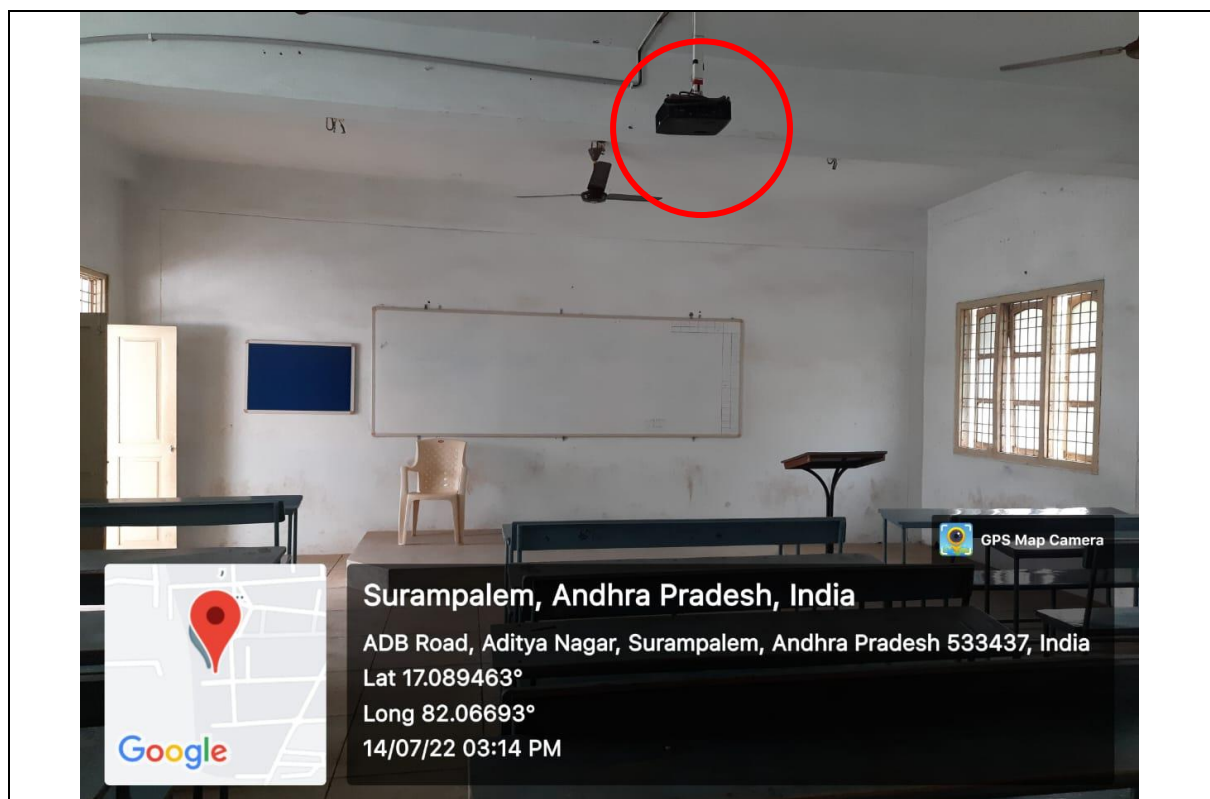 GPS Map Camera
Surampalem, Andhra Pradesh, India
ADB Road, Aditya Nagar, Surampalem, Andhra Pradesh 533437, India
Lat 17.089463°
Long 82.06693°
14/07/22 03:14 PM
Google